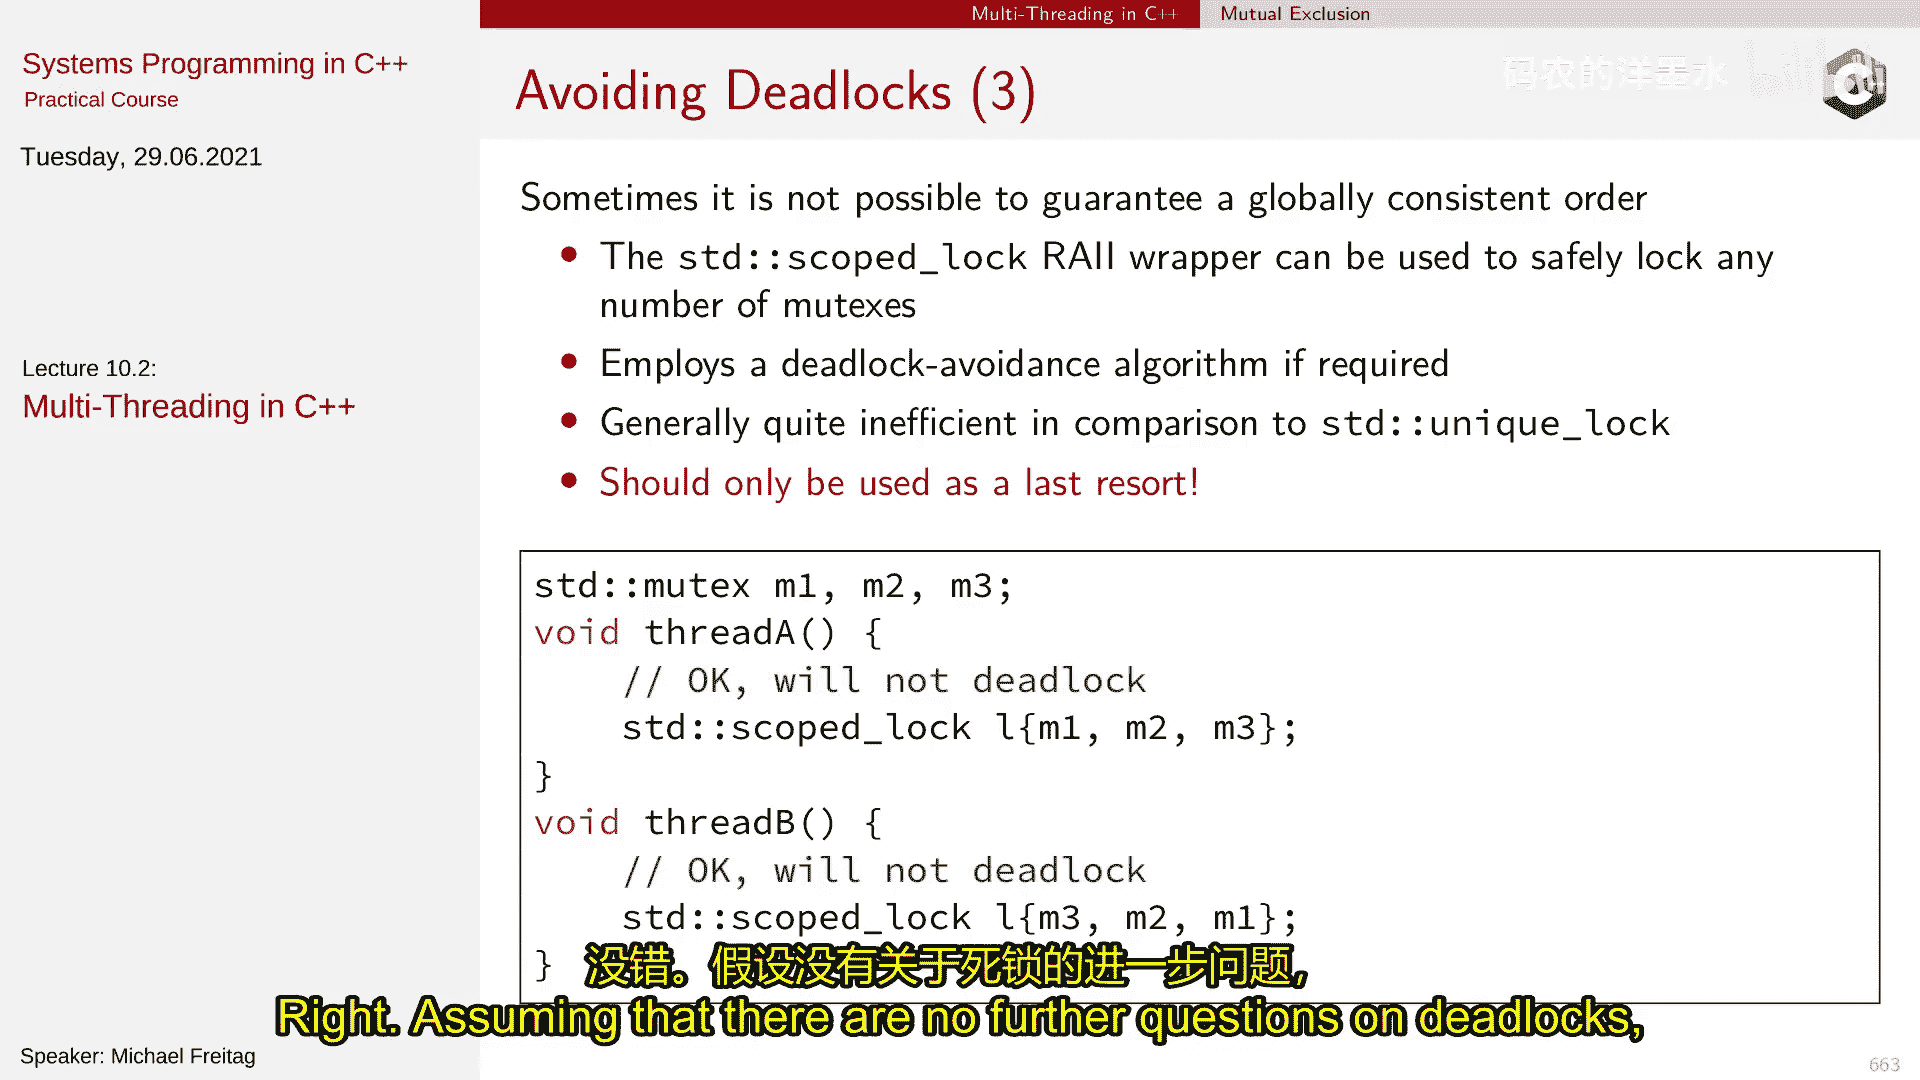 Multi-Threading in C++ Mutual Exclusion
Systems Programming in C++
Practical Course
Tuesday, 29.06.2021
Lecture 10.2:
Multi-Threading in C++
Speaker: Michael Freitag
Avoiding Deadlocks (3)
码农的洋墨水
Sometimes it is not possible to guarantee a globally consistent order
• The std::scoped_lock RAII wrapper can be used to safely lock any
number of mutexes
• Employs a deadlock-avoidance algorithm if required
• Generally quite inefficient in comparison to std::unique_lock
• Should only be used as a last resort!
std::mutex m1, m2, m3;
void threadA() {
// OK, will not deadlock
std::scoped_lock l{m1, m2, m3};
}
void threadB() {
// OK, will not deadlock
std::scoped_lock l{m3, m2, m1};
}
没错。假设没有关于死锁的进一步问题,
Right. Assuming that there are no further questions on deadlocks,
663